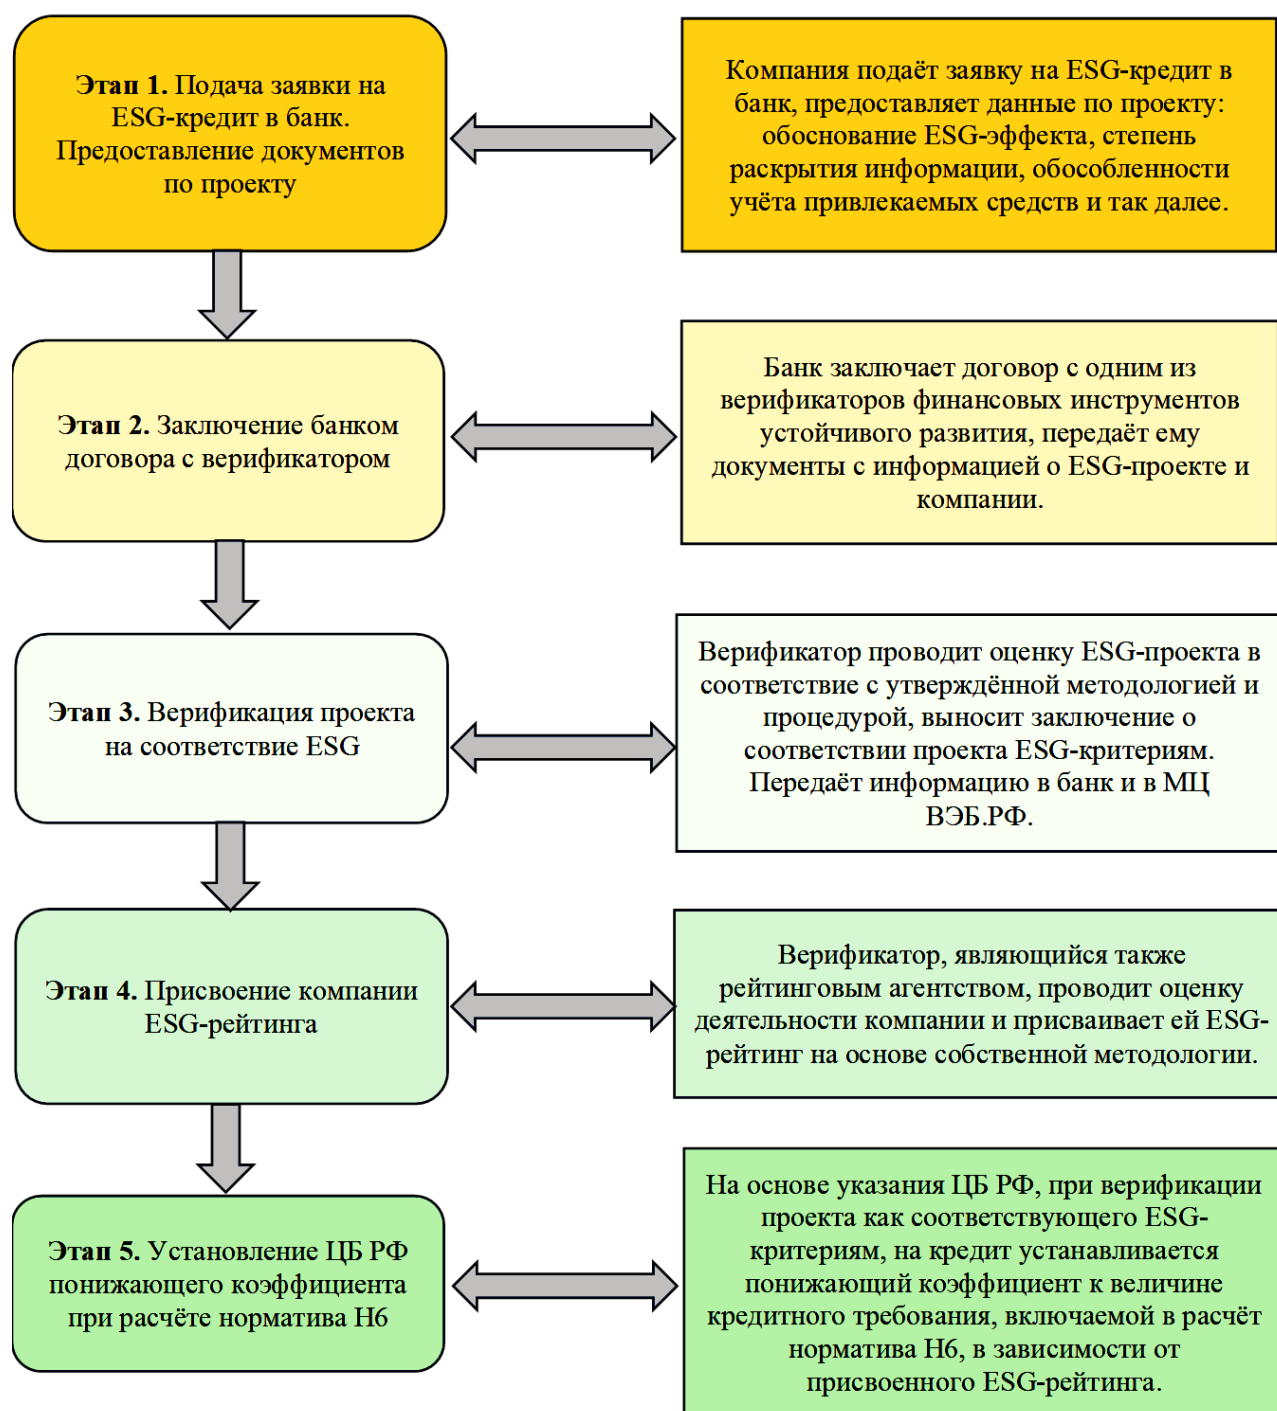 Этап 1. Подача заявки на
ESG-кредит в банк.
Предоставление документов
по проекту
Компания подаёт заявку на ESG-кредит в
банк, предоставляет данные по проекту:
обоснование ESG-эффекта, степень
раскрытия информации, обособленности
учёта привлекаемых средств и так далее.
Этап 2. Заключение банком
договора с верификатором
Банк заключает договор с одним из
верификаторов финансовых инструментов
устойчивого развития, передаёт ему
документы с информацией о ESG-проекте и
компании.
Этап 3. Верификация проекта
на соответствие ESG
Верификатор проводит оценку ESG-проекта в
соответствие с утверждённой методологией и
процедурой, выносит заключение о
соответствии проекта ESG-критериям.
Передаёт информацию в банк и в МЦ
ВЭБ.РФ.
Этап 4. Присвоение компании
ESG-рейтинга
Верификатор, являющийся также
рейтинговым агентством, проводит оценку
деятельности компании и присваивает ей ESG-
рейтинг на основе собственной методологии.
Этап 5. Установление ЦБ РФ
понижающего коэффициента
при расчёте норматива Н6
На основе указания ЦБ РФ, при верификации
проекта как соответствующего ESG-
критериям, на кредит устанавливается
понижающий коэффициент к величине
кредитного требования, включаемой в расчёт
норматива Н6, в зависимости от
присвоенного ESG-рейтинга.